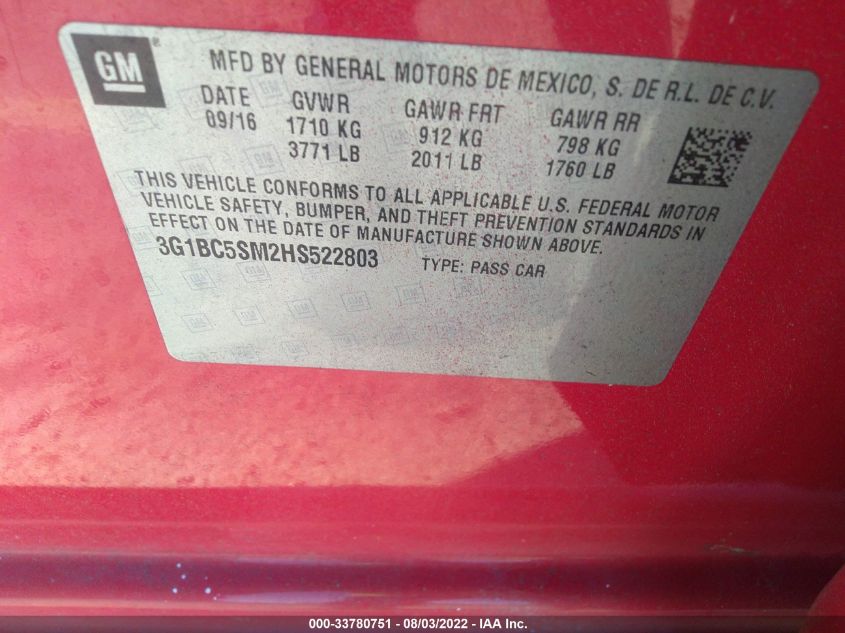 GM ®
MFD BY GENERAL MOTORS DE MEXICO, S. DE R.L. DE C.V.
DATE GVWR GAWR FRT GAWR RR
09/16 1710 KG 912 KG 798 KG
3771 LB 2011 LB 1760 LB
THIS VEHICLE CONFORMS TO ALL APPLICABLE U.S. FEDERAL MOTOR
VEHICLE SAFETY, BUMPER, AND THEFT PREVENTION STANDARDS IN
EFFECT ON THE DATE OF MANUFACTURE SHOWN ABOVE.
3G1BC5SM2HS522803 TYPE: PASS CAR
000-33780751 - 08/03/2022 - IAA Inc.